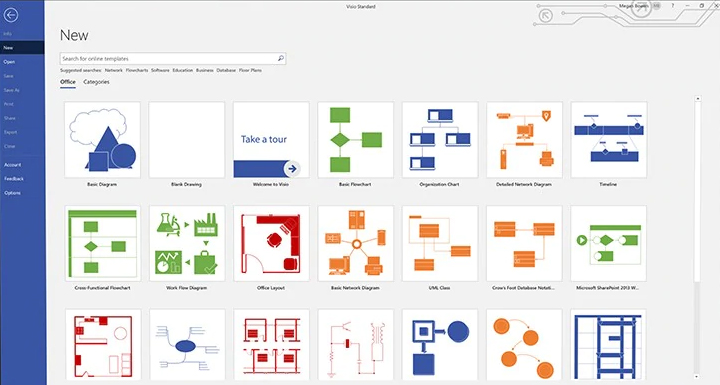 Visio Standard
Megan Bowen
MB
?
Info
New
Open
Save
Save As
Print
Share
Export
Close
Account
Feedback
Options
New
Search for online templates
Suggested searches: Network Flowcharts Software Education Business Database Floor Plans
Office Categories
Take a tour
Basic Diagram Blank Drawing Welcome to Visio Basic Flowchart Organization Chart Detailed Network Diagram Timeline
Cross-Functional Flowchart Work Flow Diagram Office Layout Basic Network Diagram UML Class Crow's Foot Database Notati... Microsoft SharePoint 2013 W...